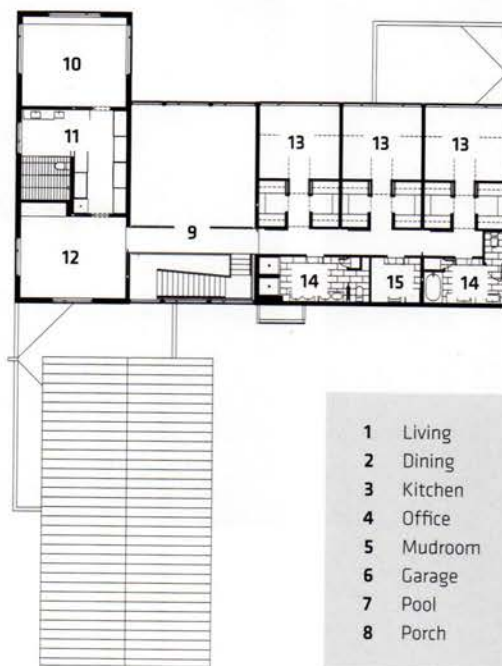 10
11
13 13 13
9
12
14 15 14
1 Living
2 Dining
3 Kitchen
4 Office
5 Mudroom
6 Garage
7 Pool
8 Porch